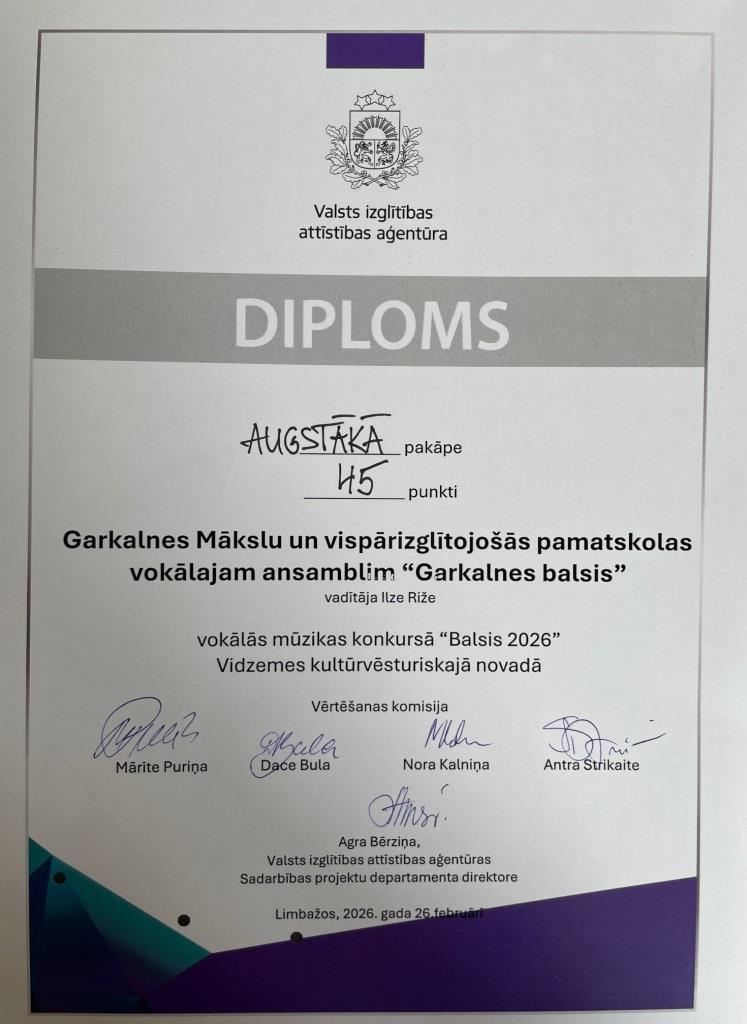 Valsts izglītības
attīstības aģentūra
DIPLOMS
AUGSTĀKĀ pakāpe
45 punkti
Garkalnes Mākslu un vispārizglītojošās pamatskolas
vokālajam ansamblim “Garkalnes balsis”
vadītāja Ilze Riže
vokālās mūzikas konkursā “Balsis 2026”
Vidzemes kultūrvēsturiskajā novadā
Vērtēšanas komisija
Mārīte Puriņa Dace Bula Nora Kalniņa Antra Strikaite
Agra Bērziņa,
Valsts izglītības attīstības aģentūras
Sadarbības projektu departamenta direktore
Limbažos, 2026. gada 26.februārī